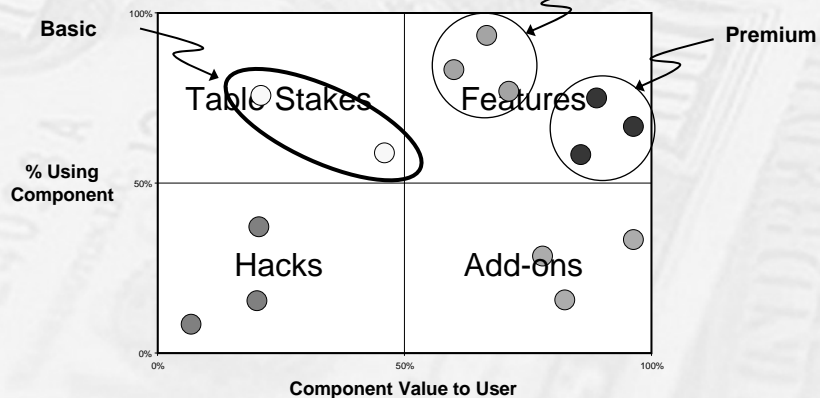 100%
Basic
Premium
Table Stakes
Features
% Using
Component
50%
Hacks
Add-ons
0%
0%
50%
100%
Component Value to User